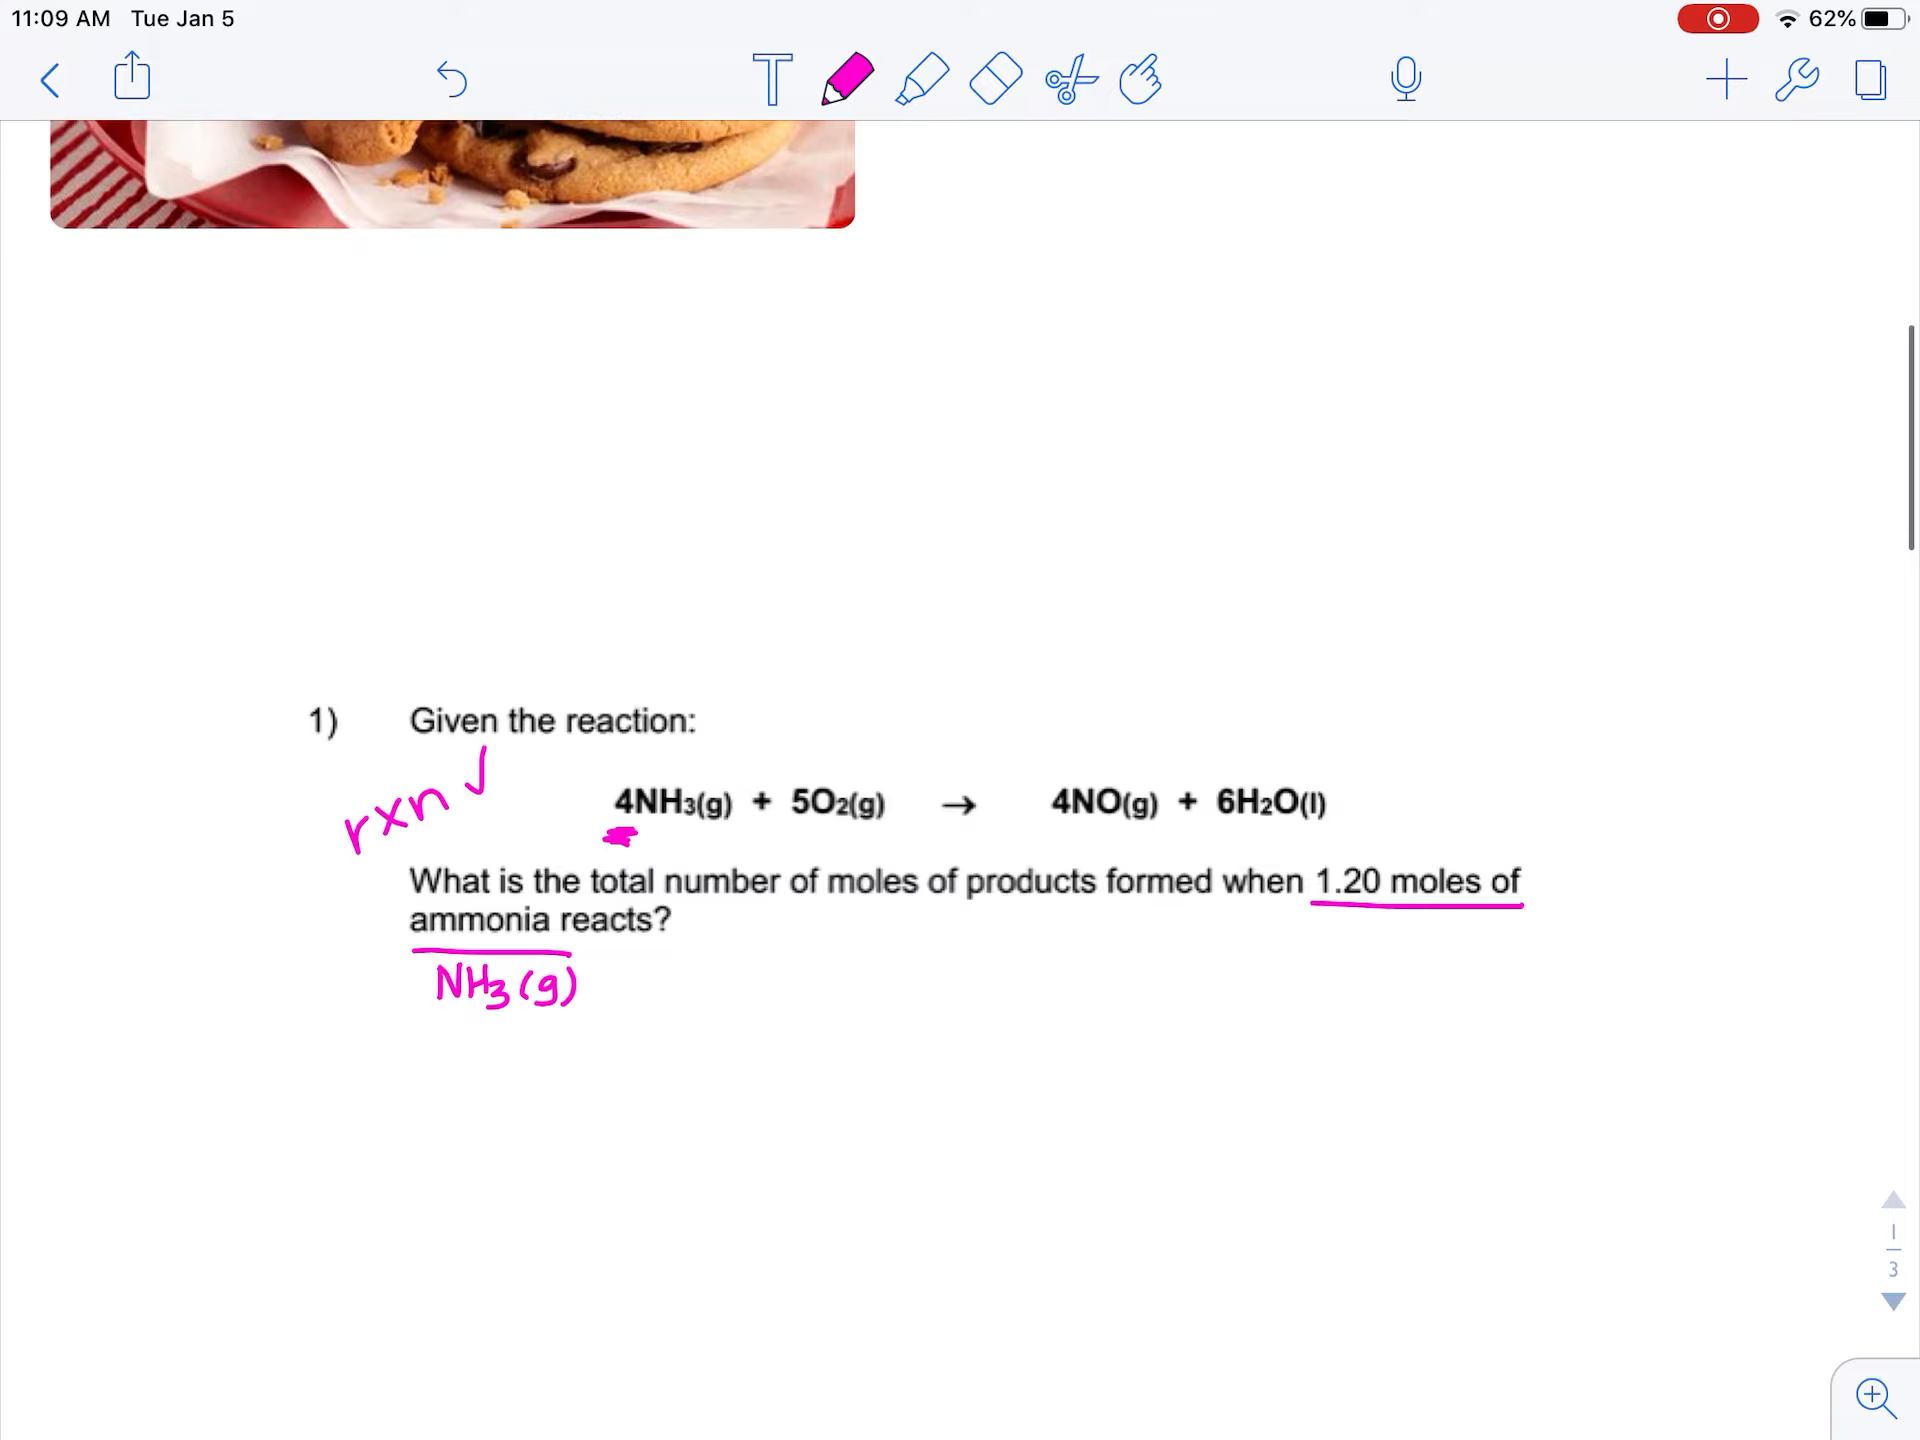 11:09 AM Tue Jan 5
62%
1) Given the reaction:
rxn ✓
4NH3(g) + 5O2(g) → 4NO(g) + 6H2O(l)
What is the total number of moles of products formed when 1.20 moles of
ammonia reacts?
NH3(g)
1
3